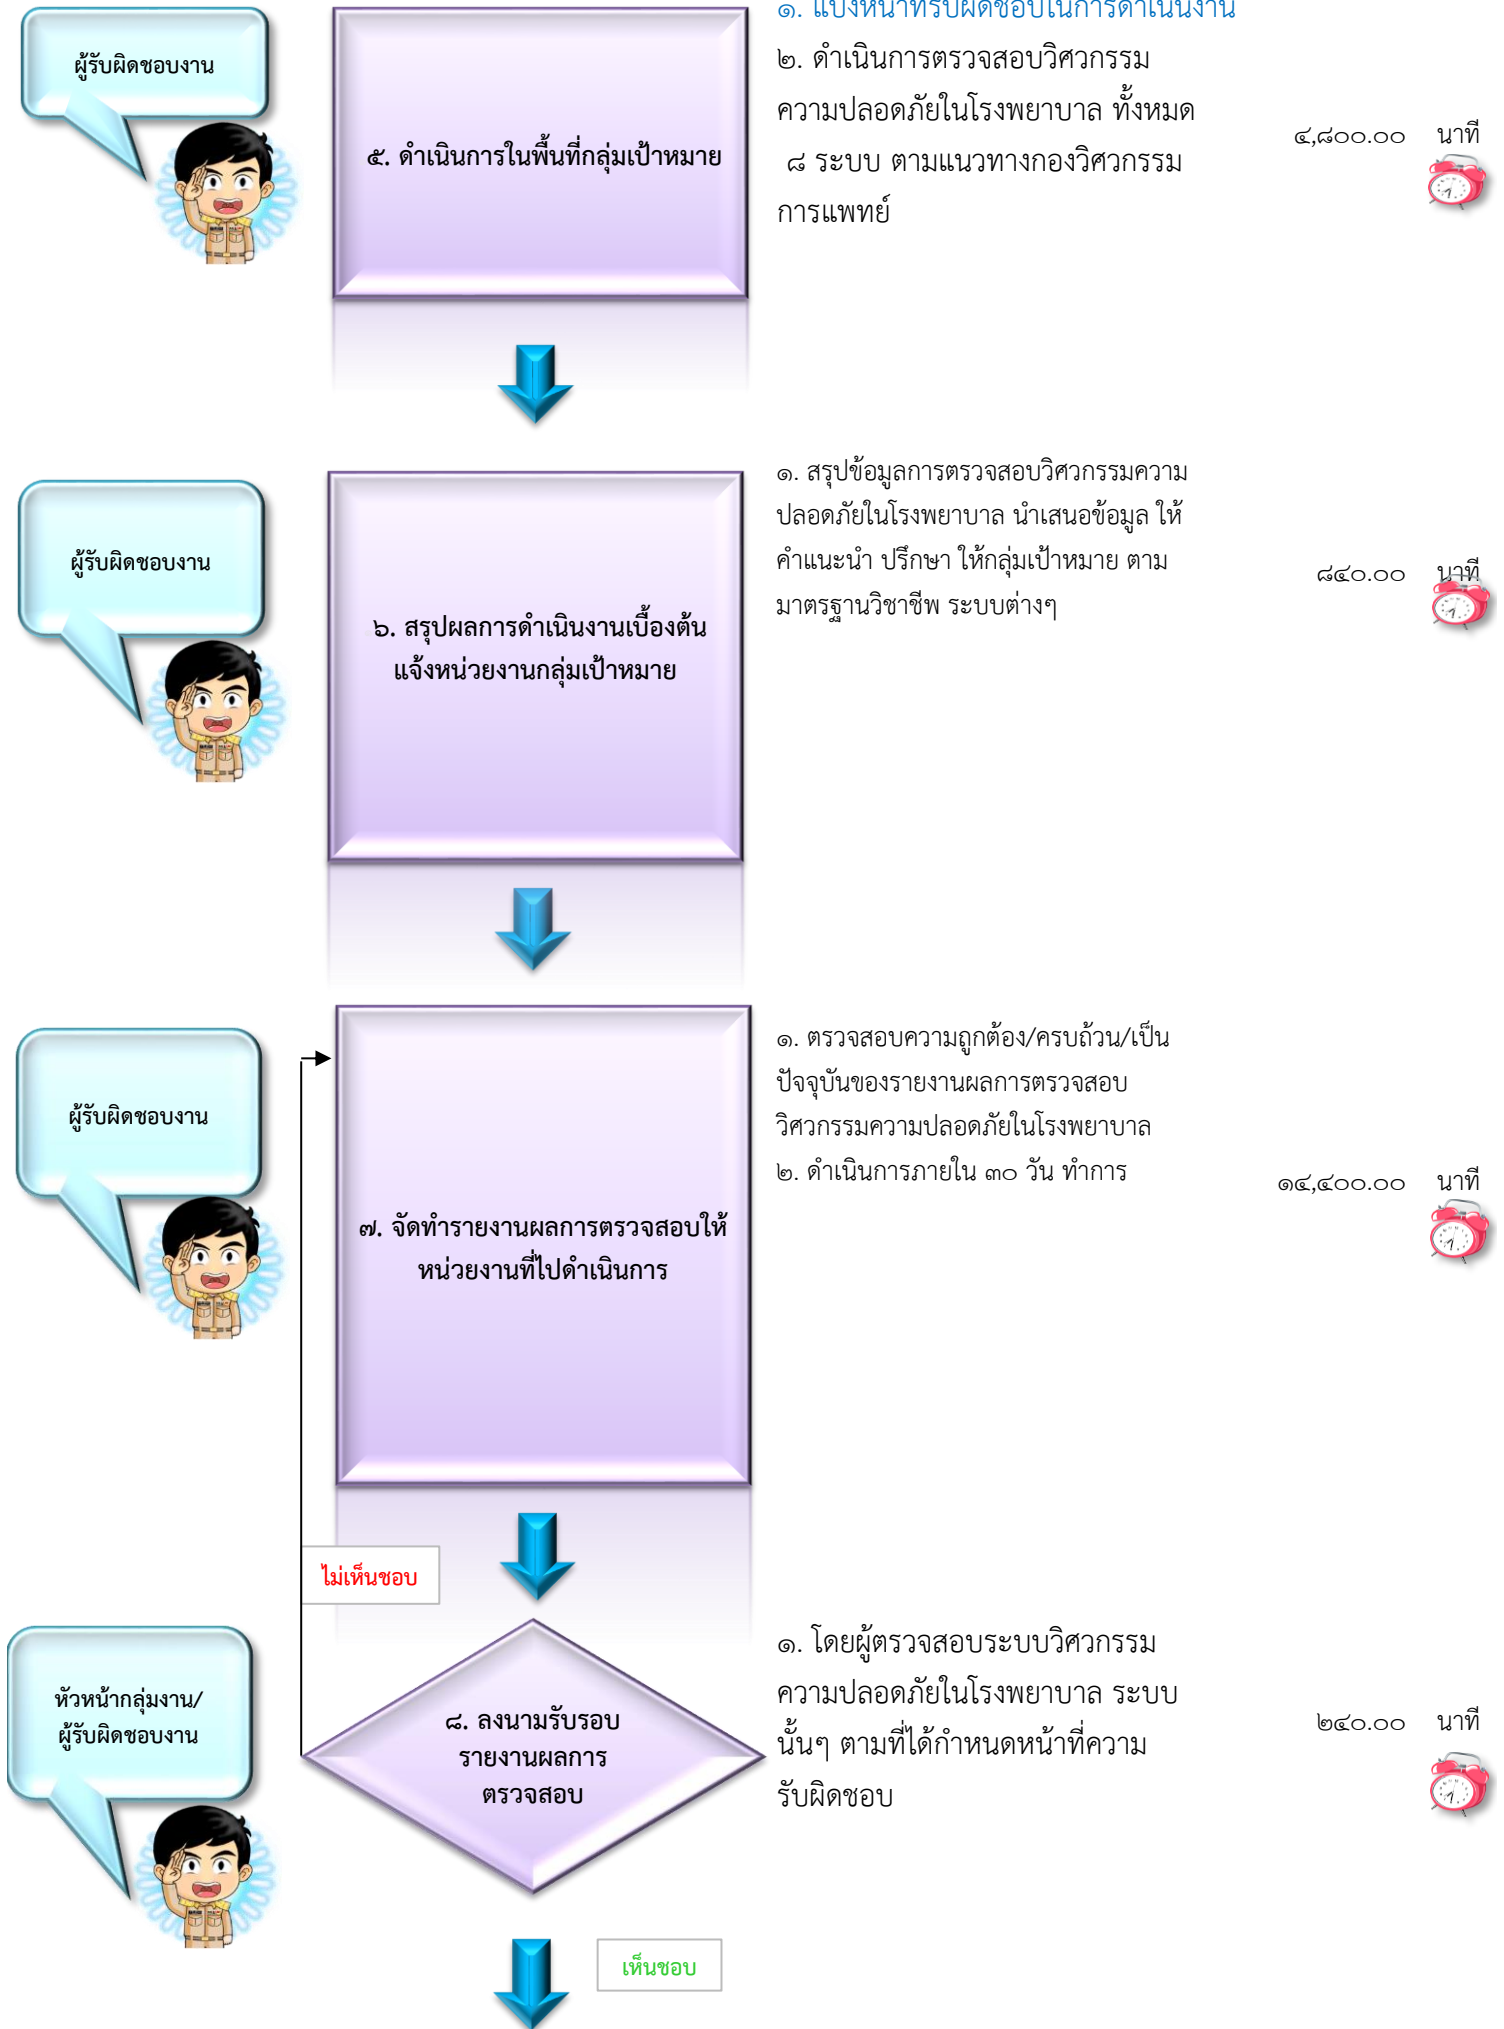 ๑. แบ่งหน้าที่รับผิดชอบในการดำเนินงาน
ผู้รับผิดชอบงาน
๕. ดำเนินการในพื้นที่กลุ่มเป้าหมาย
๒. ดำเนินการตรวจสอบวิศวกรรม
ความปลอดภัยในโรงพยาบาล ทั้งหมด
๘ ระบบ ตามแนวทางกองวิศวกรรม
การแพทย์
๔,๘๐๐.๐๐ นาที
ผู้รับผิดชอบงาน
๖. สรุปผลการดำเนินงานเบื้องต้น
แจ้งหน่วยงานกลุ่มเป้าหมาย
๑. สรุปข้อมูลการตรวจสอบวิศวกรรมความ
ปลอดภัยในโรงพยาบาล นำเสนอข้อมูล ให้
คำแนะนำ ปรึกษา ให้กลุ่มเป้าหมาย ตาม
มาตรฐานวิชาชีพ ระบบต่างๆ
๘๔๐.๐๐ นาที
ผู้รับผิดชอบงาน
๗. จัดทำรายงานผลการตรวจสอบให้
หน่วยงานที่ไปดำเนินการ
๑. ตรวจสอบความถูกต้อง/ครบถ้วน/เป็น
ปัจจุบันของรายงานผลการตรวจสอบ
วิศวกรรมความปลอดภัยในโรงพยาบาล
๒. ดำเนินการภายใน ๓๐ วัน ทำการ
๑๔,๔๐๐.๐๐ นาที
ไม่เห็นชอบ
หัวหน้ากลุ่มงาน/
ผู้รับผิดชอบงาน
๘. ลงนามรับรอบ
รายงานผลการ
ตรวจสอบ
๑. โดยผู้ตรวจสอบระบบวิศวกรรม
ความปลอดภัยในโรงพยาบาล ระบบ
นั้นๆ ตามที่ได้กำหนดหน้าที่ความ
รับผิดชอบ
๒๔๐.๐๐ นาที
เห็นชอบ